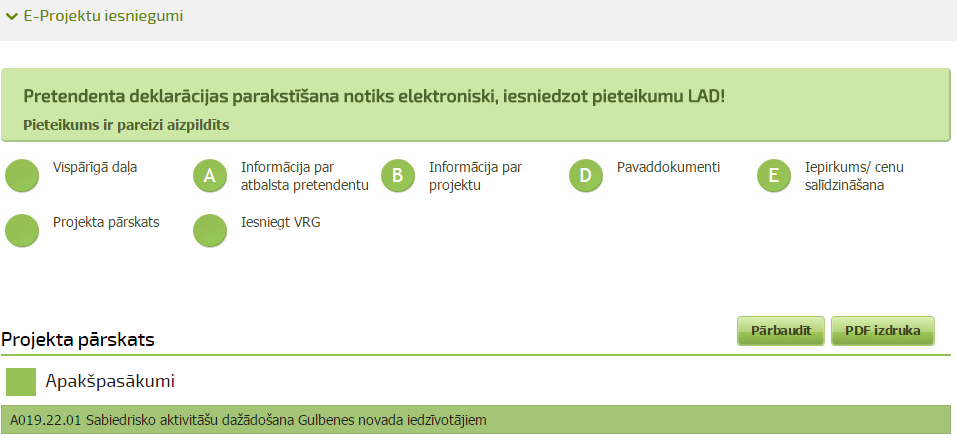 E-Projektu iesniegumi
Pretendenta deklarācijas parakstīšana notiks elektroniski, iesniedzot pieteikumu LAD!
Pieteikums ir pareizi aizpildīts
Vispārīgā daļa
A Informācija par
atbalsta pretendentu
B Informācija par
projektu
D Pavaddokumenti
E Iepirkums/ cenu
salīdzināšana
Projekta pārskats
Iesniegt VRG
Projekta pārskats
Pārbaudīt
PDF izdruka
Apakšpasākumi
A019.22.01 Sabiedrisko aktivitāšu dažādošana Gulbenes novada iedzīvotājiem